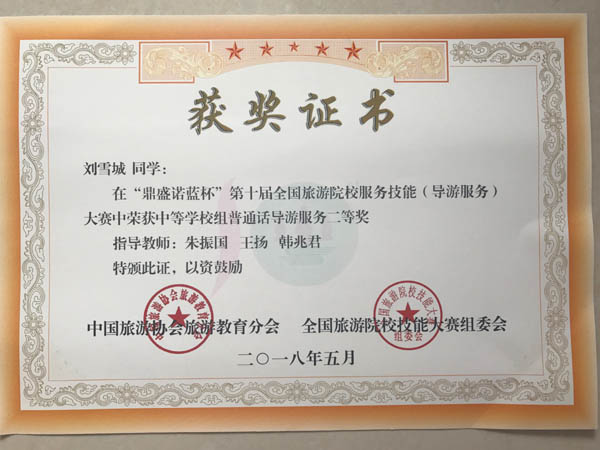 获奖证书
刘雪城 同学：
在“鼎盛诺蓝杯”第十届全国旅游院校服务技能（导游服务）
大赛中荣获中等学校组普通话导游服务二等奖
指导教师：朱振国 王扬 韩兆君
特颁此证，以资鼓励
中国旅游协会旅游教育分会 全国旅游院校技能大赛组委会
组委会
二〇一八年五月